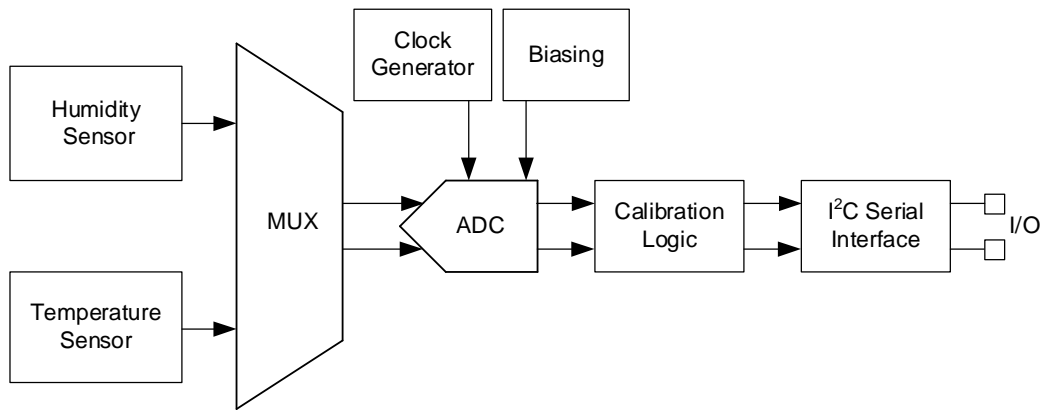 Clock
Generator
Biasing
Humidity
Sensor
MUX
ADC
Calibration
Logic
I²C Serial
Interface
I/O
Temperature
Sensor